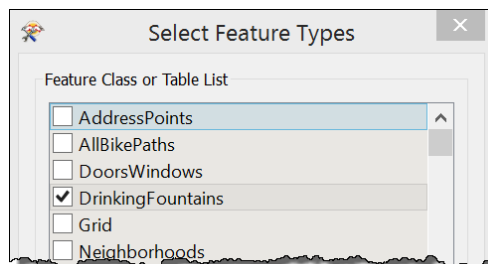 Select Feature Types
Feature Class or Table List
AddressPoints
AllBikePaths
DoorsWindows
DrinkingFountains
Grid
Neighborhoods